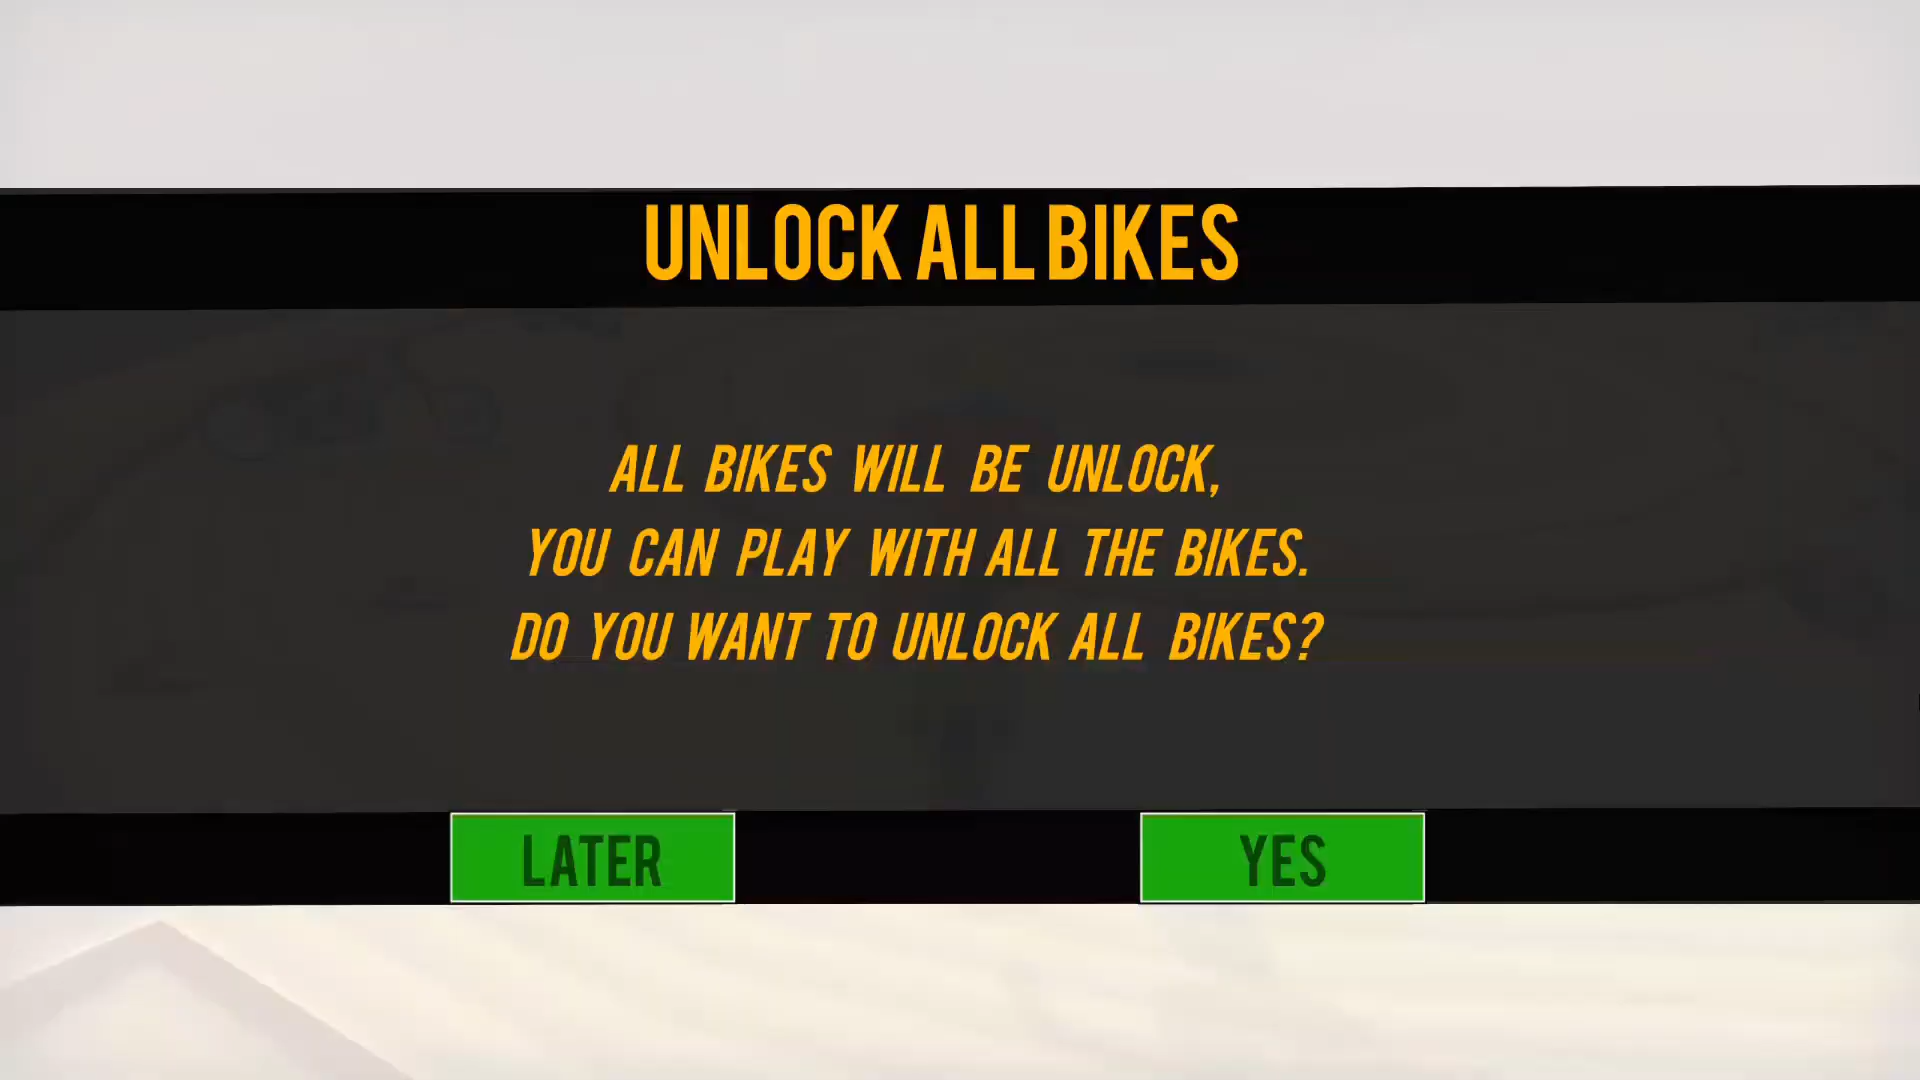 UNLOCK ALL BIKES
ALL BIKES WILL BE UNLOCK,
YOU CAN PLAY WITH ALL THE BIKES.
DO YOU WANT TO UNLOCK ALL BIKES?
LATER
YES